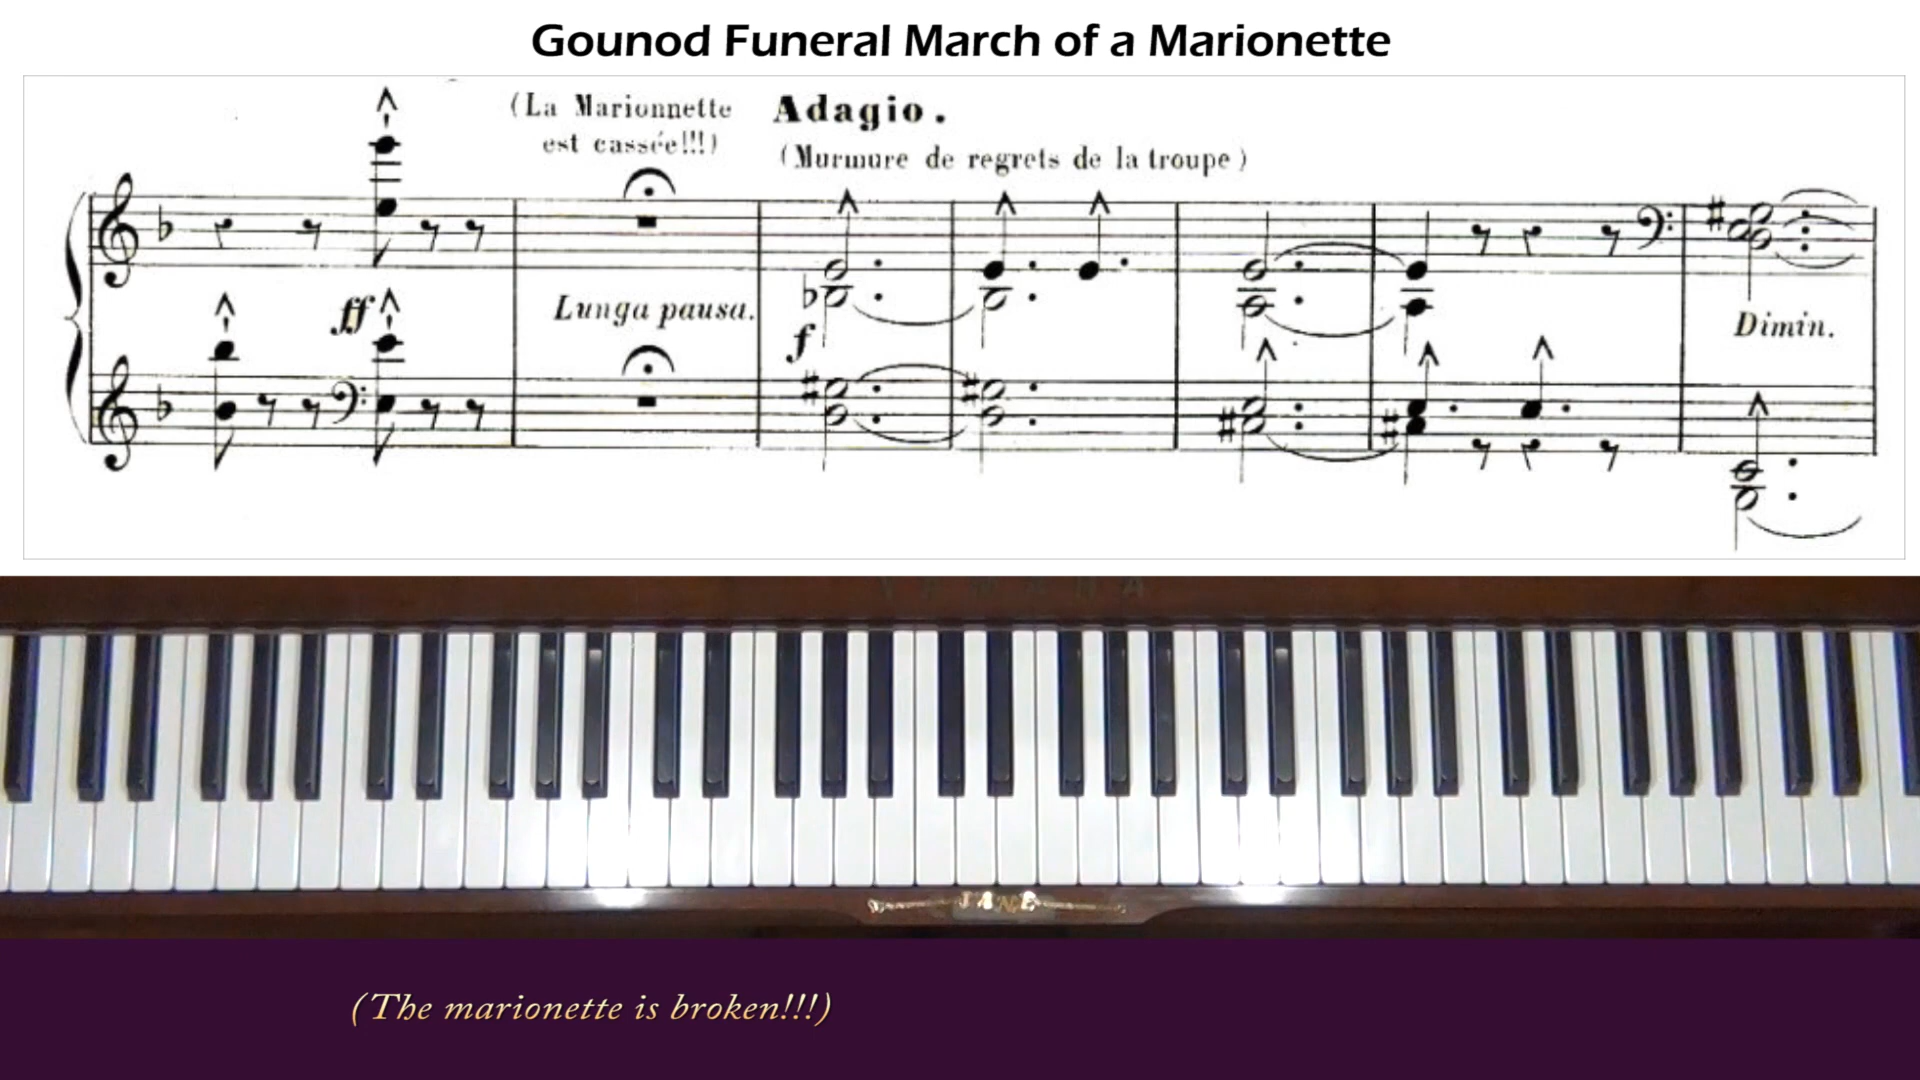 Gounod Funeral March of a Marionette
(La Marionnette
est cassée!!!)
Adagio.
(Murmure de regrets de la troupe)
ff
Lunga pausa.
f
Dimin.
YAMAHA
(The marionette is broken!!!)